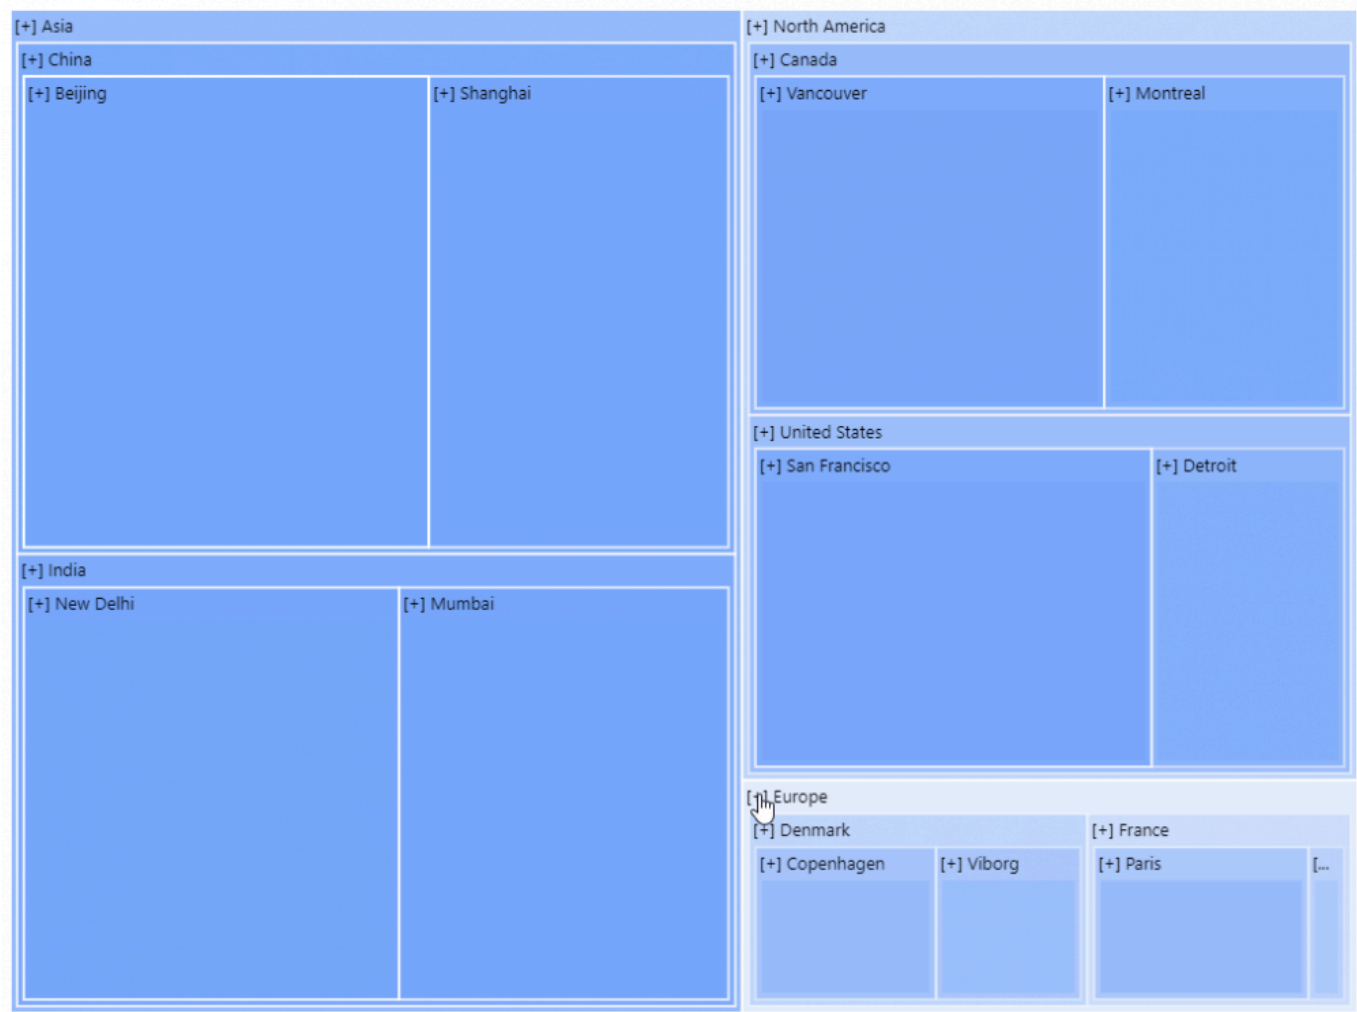 [+] Asia
[+] China
[+] Beijing
[+] Shanghai
[+] India
[+] New Delhi
[+] Mumbai
[+] North America
[+] Canada
[+] Vancouver
[+] Montreal
[+] United States
[+] San Francisco
[+] Detroit
[+] Europe
[+] Denmark
[+] Copenhagen
[+] Viborg
[+] France
[+] Paris
[...